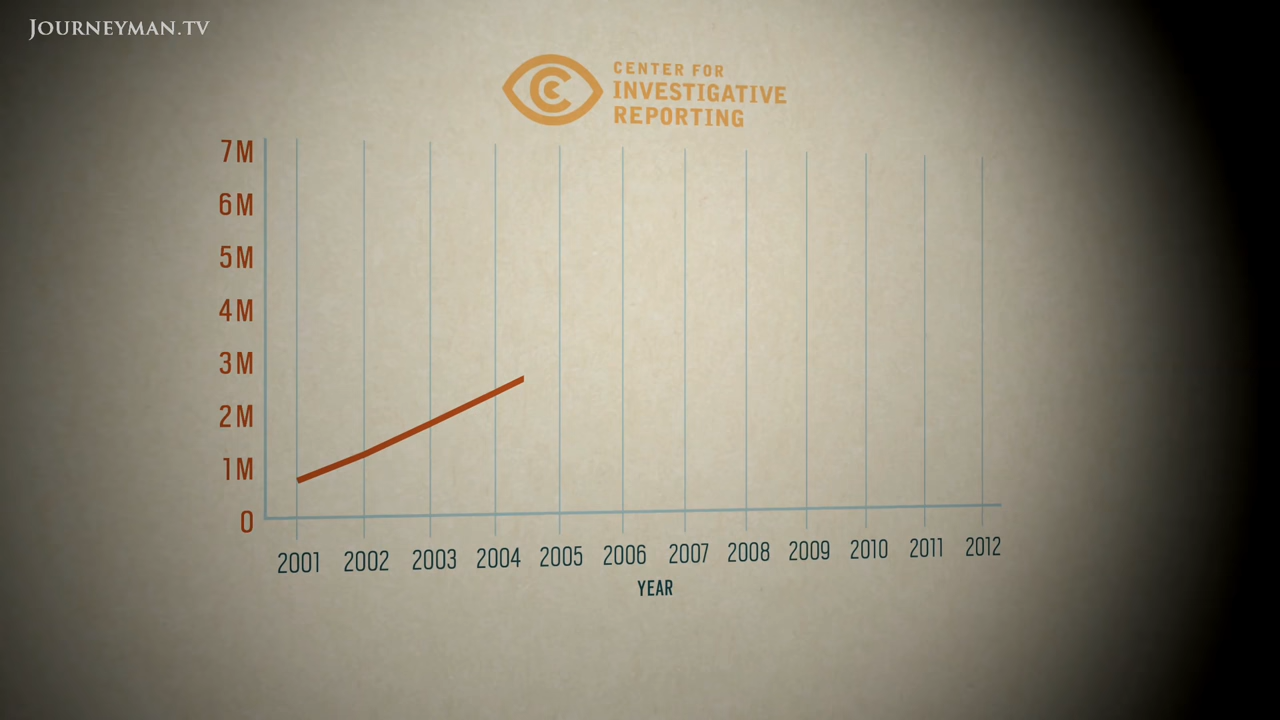 JOURNEYMAN.TV
CENTER FOR
INVESTIGATIVE
REPORTING
7M
6M
5M
4M
3M
2M
1M
0
2001 2002 2003 2004 2005 2006 2007 2008 2009 2010 2011 2012
YEAR